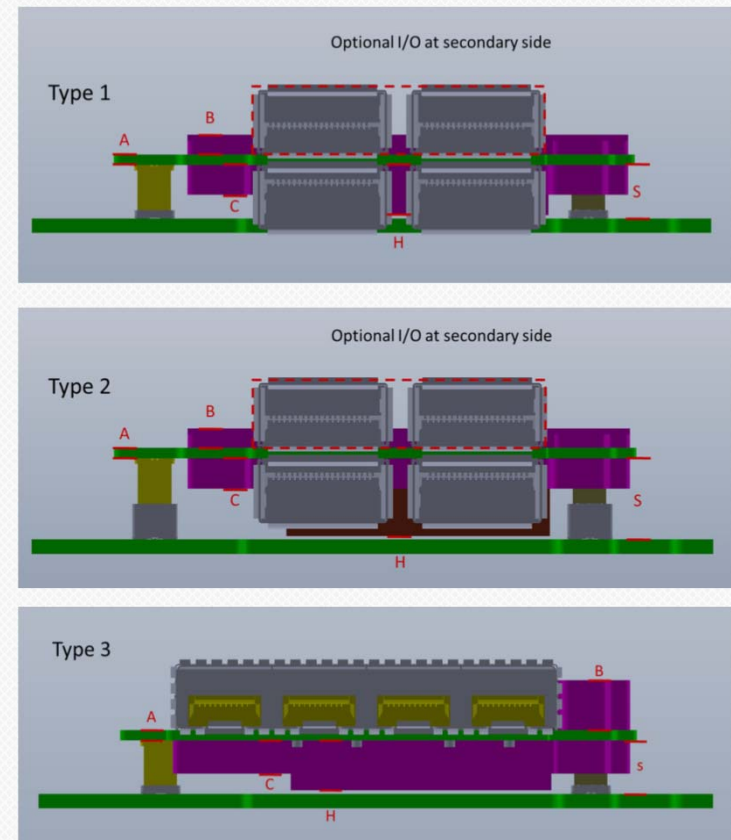 Optional I/O at secondary side
Type 1
B
A
C
S
H
Optional I/O at secondary side
Type 2
B
A
C
S
H
Type 3
B
A
s
C
H